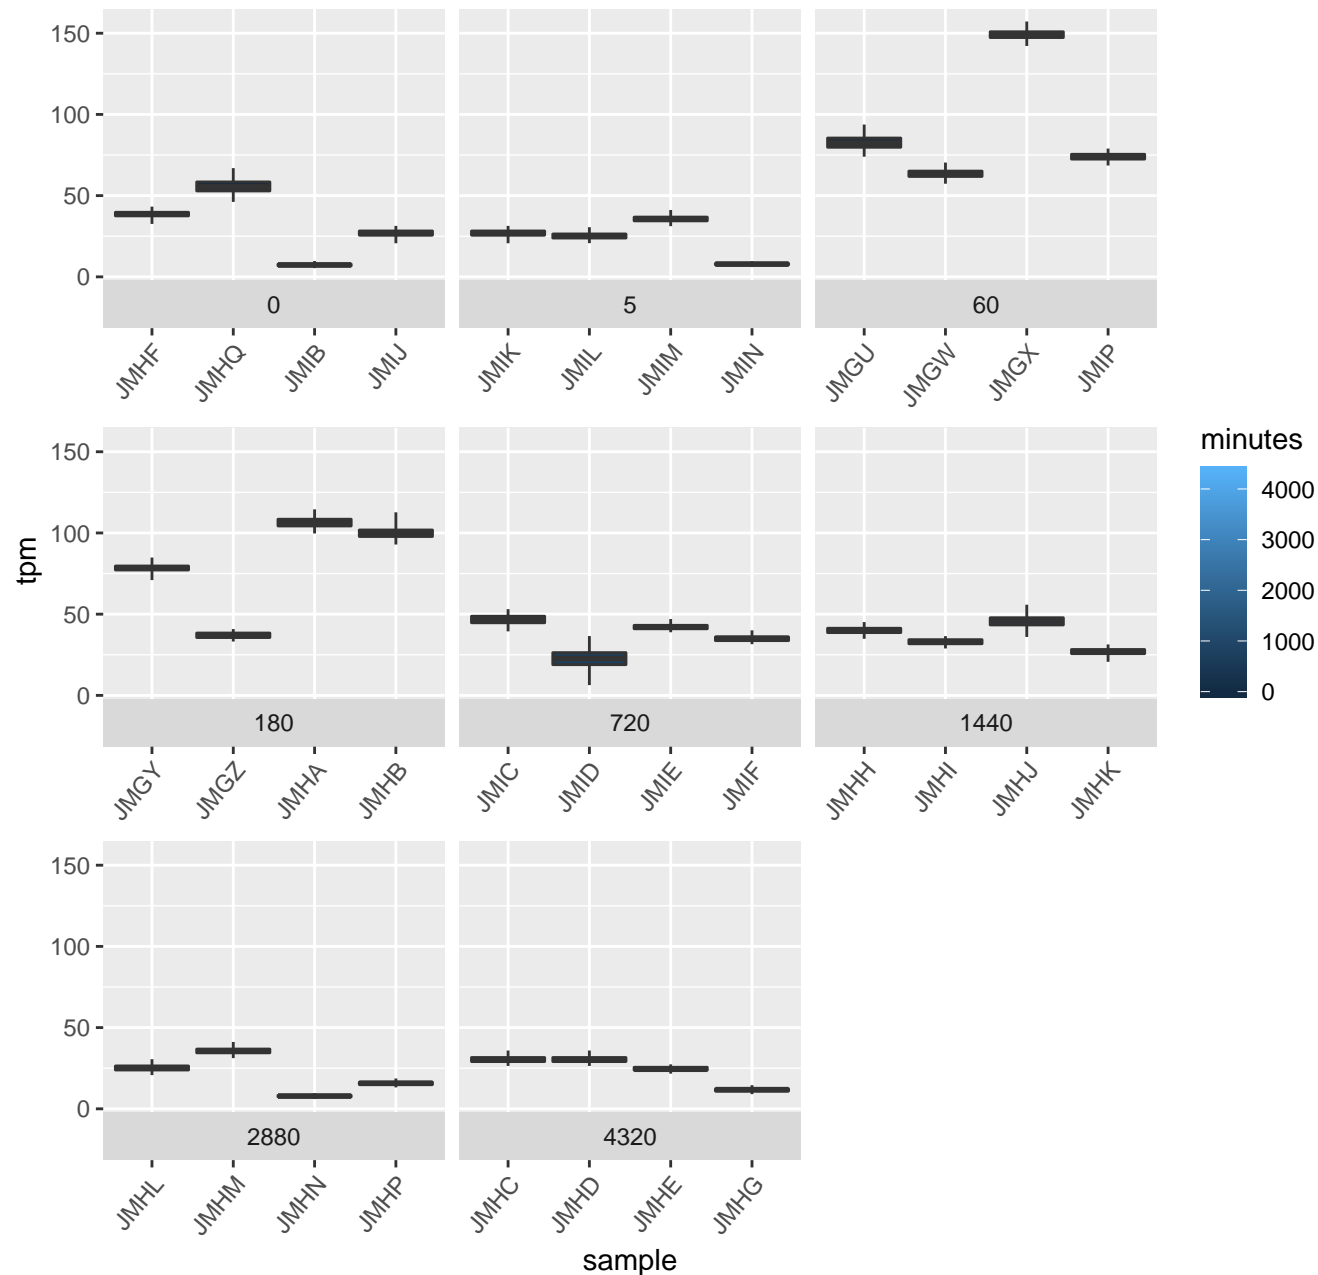 150
100
50
0
0
5
60
JMHF
JMHQ
JMIB
JMIJ
JMIK
JMIL
JMIM
JMIN
JMGU
JMGW
JMGX
JMIP
tpm
150
100
50
0
180
720
1440
JMGY
JMGZ
JMHA
JMHB
JMIC
JMID
JMIE
JMIF
JMHH
JMHI
JMHJ
JMHK
minutes
4000
3000
2000
1000
0
150
100
50
0
2880
4320
JMHL
JMHM
JMHN
JMHP
JMHC
JMHD
JMHE
JMHG
sample